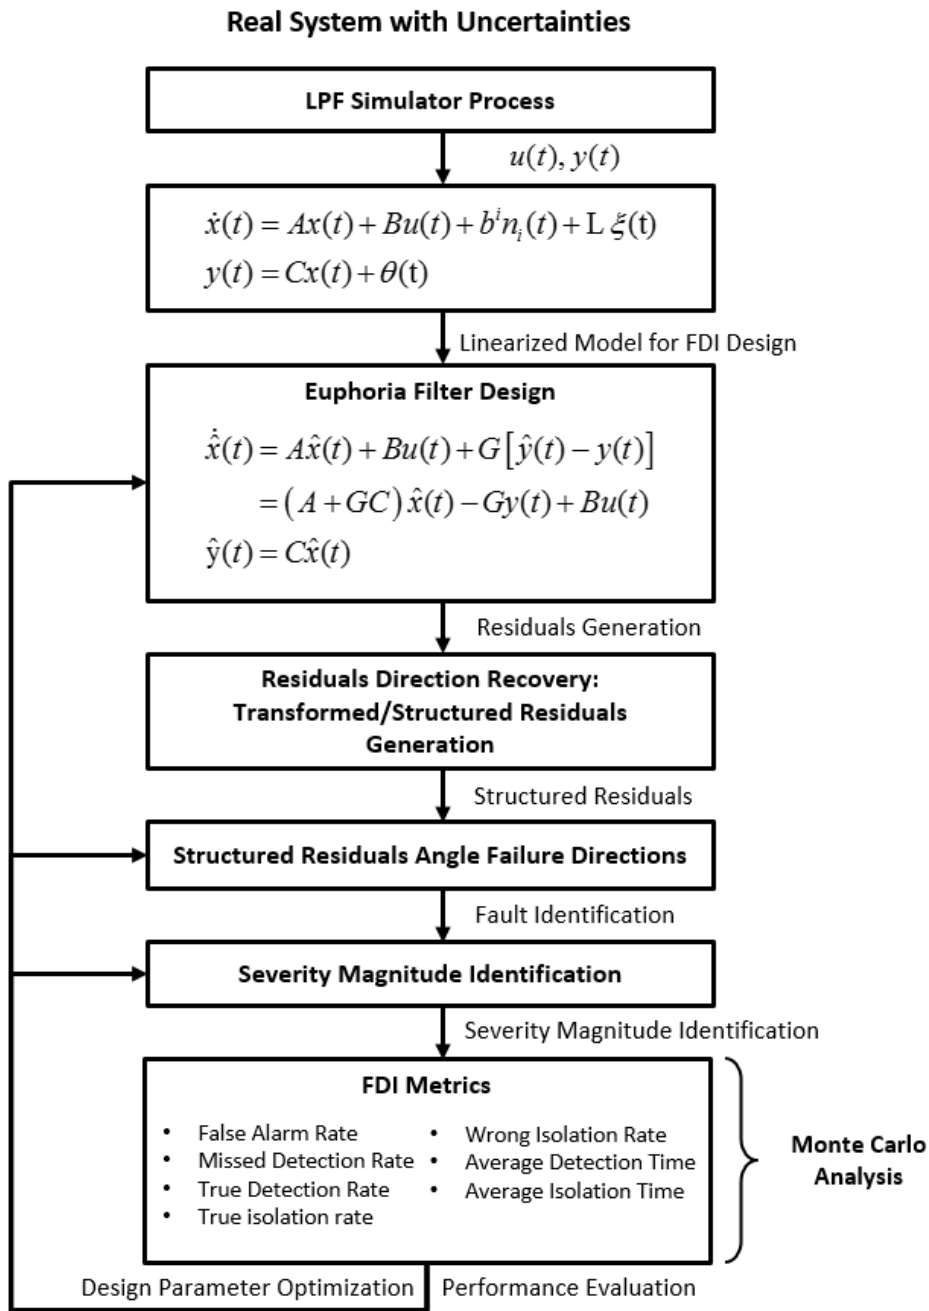 Real System with Uncertainties
LPF Simulator Process
u(t), y(t)
ẋ(t) = Ax(t) + Bu(t) + bⁱnᵢ(t) + L ξ(t)
y(t) = Cx(t) + θ(t)
Linearized Model for FDI Design
Euphoria Filter Design
x̂̇(t) = Ax̂(t) + Bu(t) + G[ŷ(t) − y(t)]
= (A + GC) x̂(t) − Gy(t) + Bu(t)
ŷ(t) = Cx̂(t)
Residuals Generation
Residuals Direction Recovery:
Transformed/Structured Residuals
Generation
Structured Residuals
Structured Residuals Angle Failure Directions
Fault Identification
Severity Magnitude Identification
Severity Magnitude Identification
FDI Metrics
• False Alarm Rate
• Missed Detection Rate
• True Detection Rate
• True isolation rate
• Wrong Isolation Rate
• Average Detection Time
• Average Isolation Time
Monte Carlo
Analysis
Design Parameter Optimization
Performance Evaluation